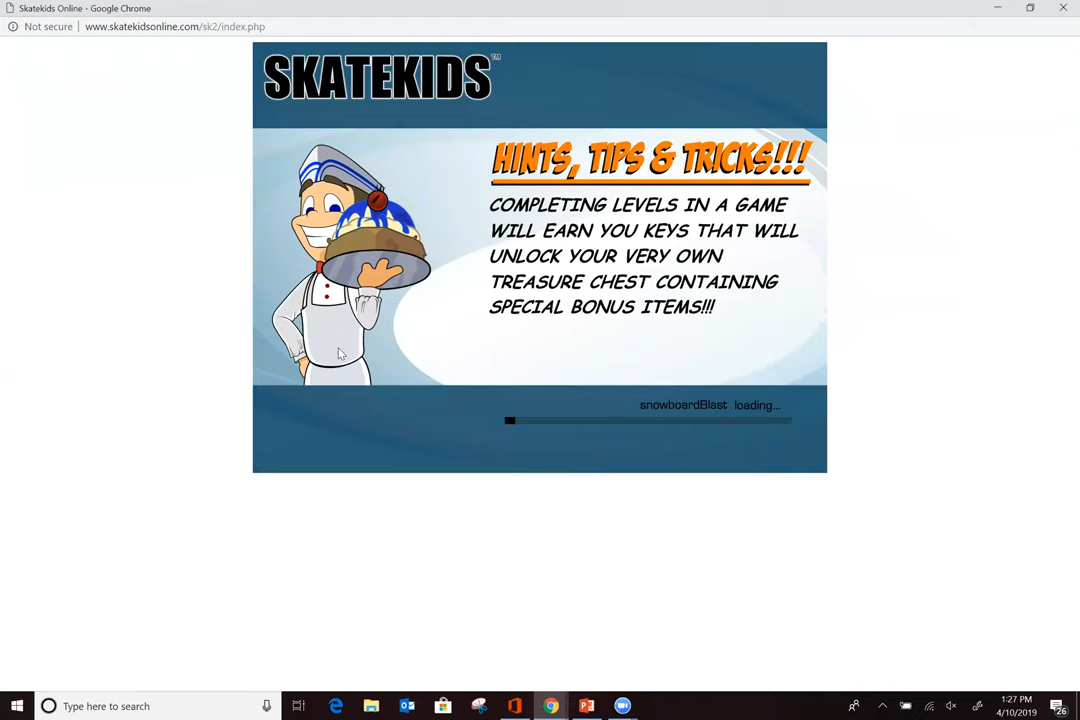 Skatekids Online - Google Chrome
Not secure | www.skatekidsonline.com/sk2/index.php
SKATEKIDS™
HINTS, TIPS & TRICKS!!!
COMPLETING LEVELS IN A GAME
WILL EARN YOU KEYS THAT WILL
UNLOCK YOUR VERY OWN
TREASURE CHEST CONTAINING
SPECIAL BONUS ITEMS!!!
snowboardBlast loading...
Type here to search
1:27 PM
4/10/2019
26